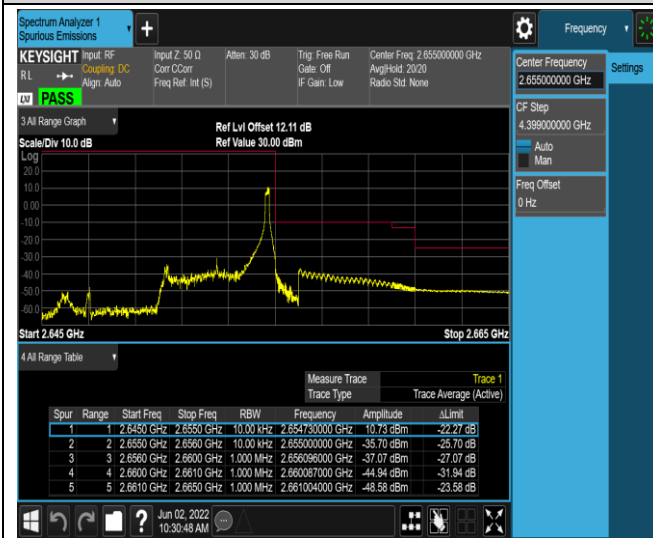 Spectrum Analyzer 1
Spurious Emissions
Frequency
KEYSIGHT
Input: RF
Input Z: 50 Ω
Atten: 30 dB
Trig: Free Run
Center Freq: 2.655000000 GHz
RL
Coupling: DC
Corr CCorr
Gate: Off
Avg|Hold: 20/20
Align: Auto
Freq Ref: Int (S)
IF Gain: Low
Radio Std: None
LXI
PASS
Center Frequency
2.655000000 GHz
Settings
CF Step
4.399000000 GHz
Auto
Man
Freq Offset
0 Hz
3 All Range Graph
Ref Lvl Offset 12.11 dB
Scale/Div 10.0 dB
Ref Value 30.00 dBm
Log
20.0
10.0
0.00
-10.0
-20.0
-30.0
-40.0
-50.0
-60.0
Start 2.645 GHz
Stop 2.665 GHz
4 All Range Table
Measure Trace Trace 1
Trace Type Trace Average (Active)
Spur Range Start Freq Stop Freq RBW Frequency Amplitude ΔLimit
1 1 2.6450 GHz 2.6550 GHz 10.00 kHz 2.654730000 GHz 10.73 dBm -22.27 dB
2 2 2.6550 GHz 2.6560 GHz 10.00 kHz 2.655000000 GHz -35.70 dBm -25.70 dB
3 3 2.6560 GHz 2.6600 GHz 1.000 MHz 2.656096000 GHz -37.07 dBm -27.07 dB
4 4 2.6600 GHz 2.6610 GHz 1.000 MHz 2.660087000 GHz -44.94 dBm -31.94 dB
5 5 2.6610 GHz 2.6650 GHz 1.000 MHz 2.661004000 GHz -48.58 dBm -23.58 dB
Jun 02, 2022
10:30:48 AM